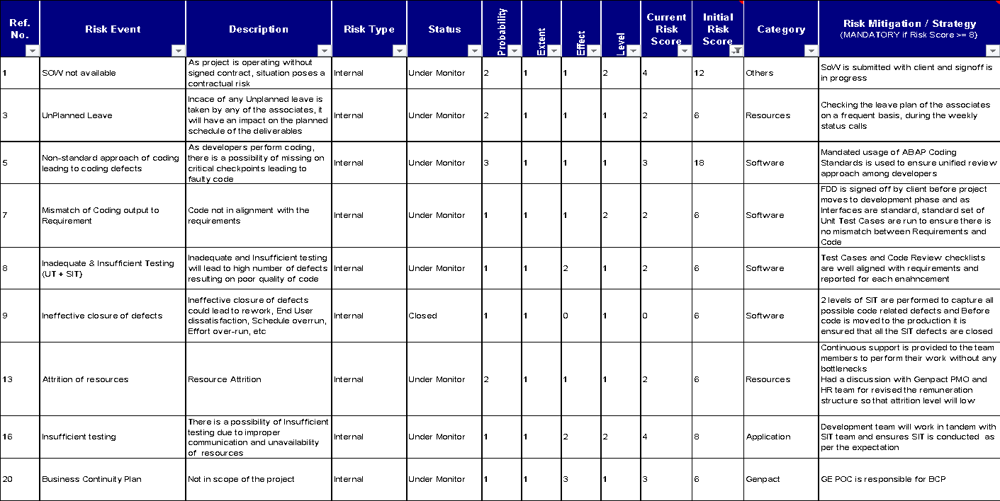 Ref. No. | Risk Event | Description | Risk Type | Status | Probability | Extent | Effect | Level | Current Risk Score | Initial Risk Score | Category | Risk Mitigation / Strategy (MANDATORY if Risk Score >= 8)
1 | SOW not available | As project is operating without signed contract, situation poses a contractual risk | Internal | Under Monitor | 2 | 1 | 1 | 2 | 4 | 12 | Others | SoW is submitted with client and signoff is in progress
3 | UnPlanned Leave | Incace of any Unplanned leave is taken by any of the associates, it will have an impact on the planned schedule of the deliverables | Internal | Under Monitor | 2 | 1 | 1 | 1 | 2 | 6 | Resources | Checking the leave plan of the associates on a frequent basis, during the weekly status calls
5 | Non-standard approach of coding leadng to coding defects | As developers perform coding, there is a possibility of missing on critical checkpoints leading to faulty code | Internal | Under Monitor | 3 | 1 | 1 | 1 | 3 | 18 | Software | Mandated usage of ABAP Coding Standards is used to ensure unified review approach among developers
7 | Mismatch of Coding output to Requirement | Code not in alignment with the requirements | Internal | Under Monitor | 1 | 1 | 1 | 2 | 2 | 6 | Software | FDD is signed off by client before project moves to development phase and as Interfaces are standard, standard set of Unit Test Cases are run to ensure there is no mismatch between Requirements and Code
8 | Inadequate & Insufficient Testing (UT + SIT) | Inadequate and Insufficient testing will lead to high number of defects resulting on poor quality of code | Internal | Under Monitor | 1 | 1 | 2 | 1 | 2 | 6 | Software | Test Cases and Code Review checklists are well aligned with requirements and reported for each enahncement
9 | Ineffective closure of defects | Ineffective closure of defects could lead to rework, End User dissatisfaction, Schedule overrun, Effort over-run, etc | Internal | Closed | 1 | 1 | 0 | 1 | 0 | 6 | Software | 2 levels of SIT are performed to capture all possible code related defects and Before code is moved to the production it is ensured that all the SIT defects are closed
13 | Attrition of resources | Resource Attrition | Internal | Under Monitor | 2 | 1 | 1 | 1 | 2 | 6 | Resources | Continuous support is provided to the team members to perform their work without any bottlenecks Had a discussion with Genpact PMO and HR team for revised the remuneration structure so that attrition level will low
16 | Insufficient testing | There is a possibility of Insufficient testing due to improper communication and unavailability of resources | Internal | Under Monitor | 1 | 1 | 2 | 2 | 4 | 8 | Application | Development team will work in tandem with SIT team and ensures SIT is conducted as per the expectation
20 | Business Continuity Plan | Not in scope of the project | Internal | Under Monitor | 1 | 1 | 3 | 1 | 3 | 6 | Genpact | GE POC is responsible for BCP